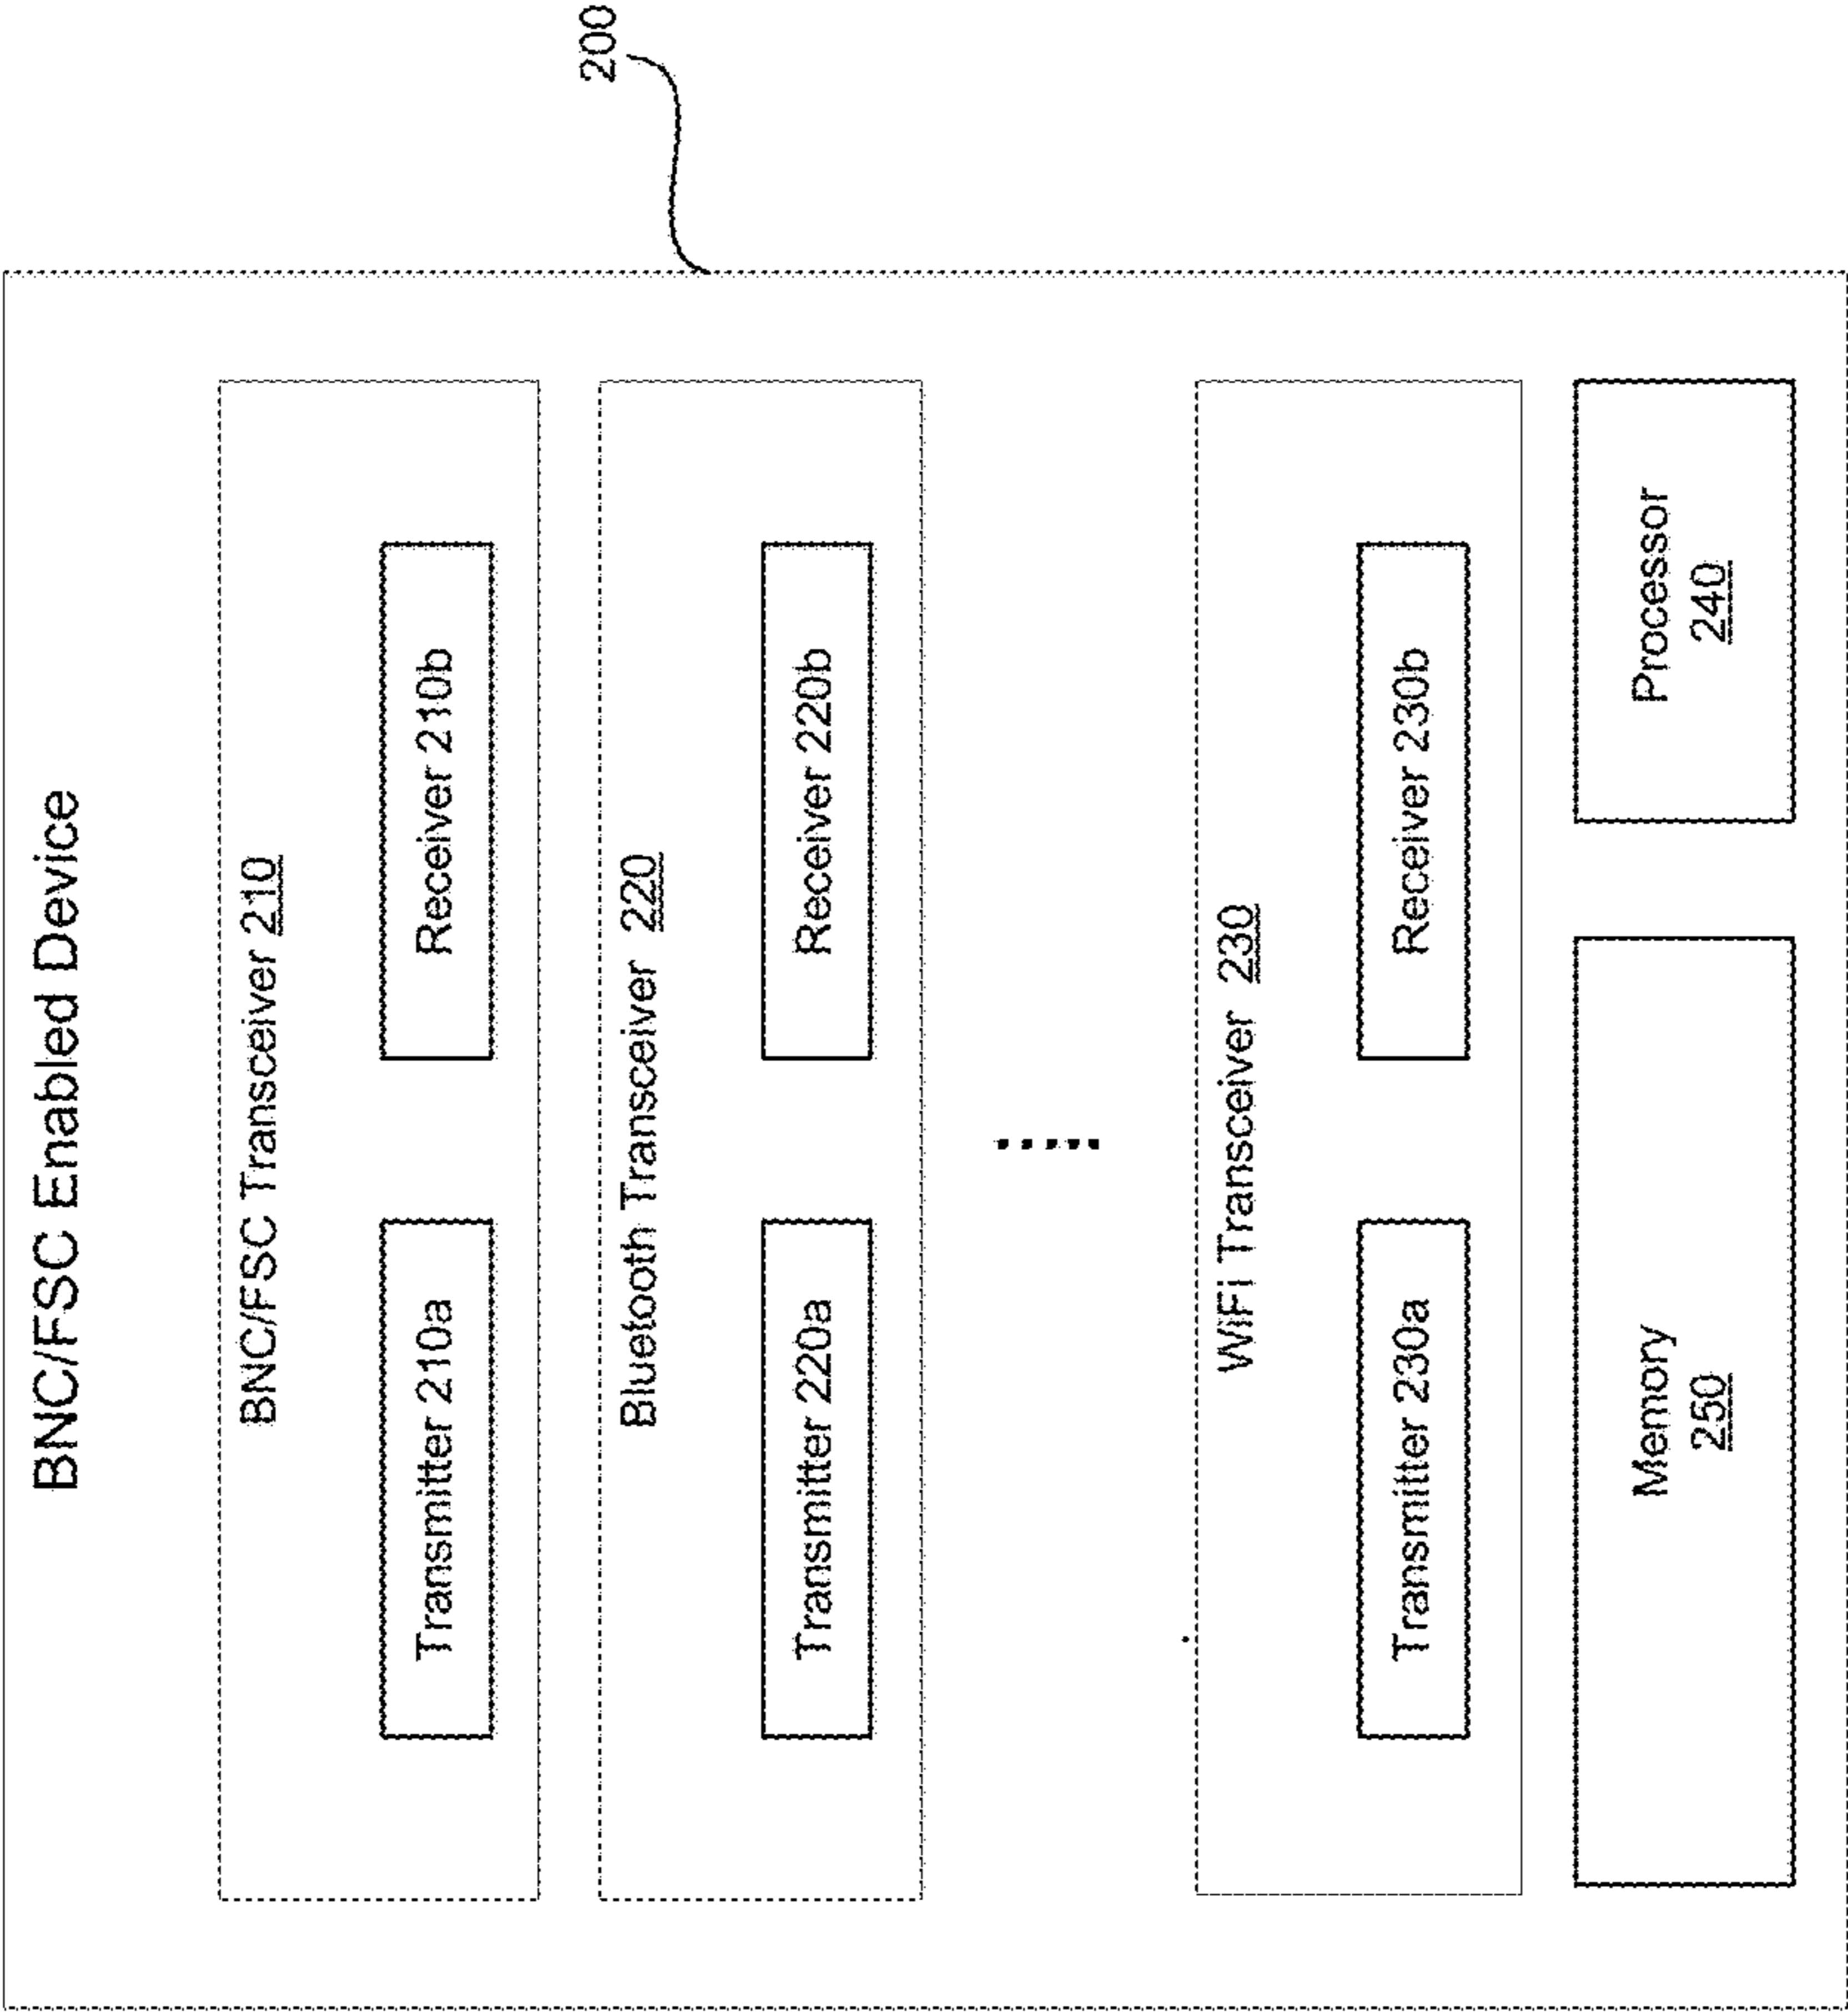 BNC/FSC Enabled Device
200
BNC/FSC Transceiver 210
Transmitter 210a
Receiver 210b
Bluetooth Transceiver 220
Transmitter 220a
Receiver 220b
WiFi Transceiver 230
Transmitter 230a
Receiver 230b
Memory
250
Processor
240